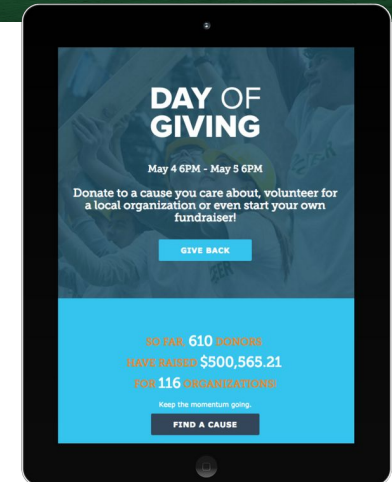 DAY OF
GIVING
May 4 6PM - May 5 6PM
Donate to a cause you care about, volunteer for
a local organization or even start your own
fundraiser!
GIVE BACK
SO FAR, 610 DONORS
HAVE RAISED $500,565.21
FOR 116 ORGANIZATIONS!
Keep the momentum going.
FIND A CAUSE